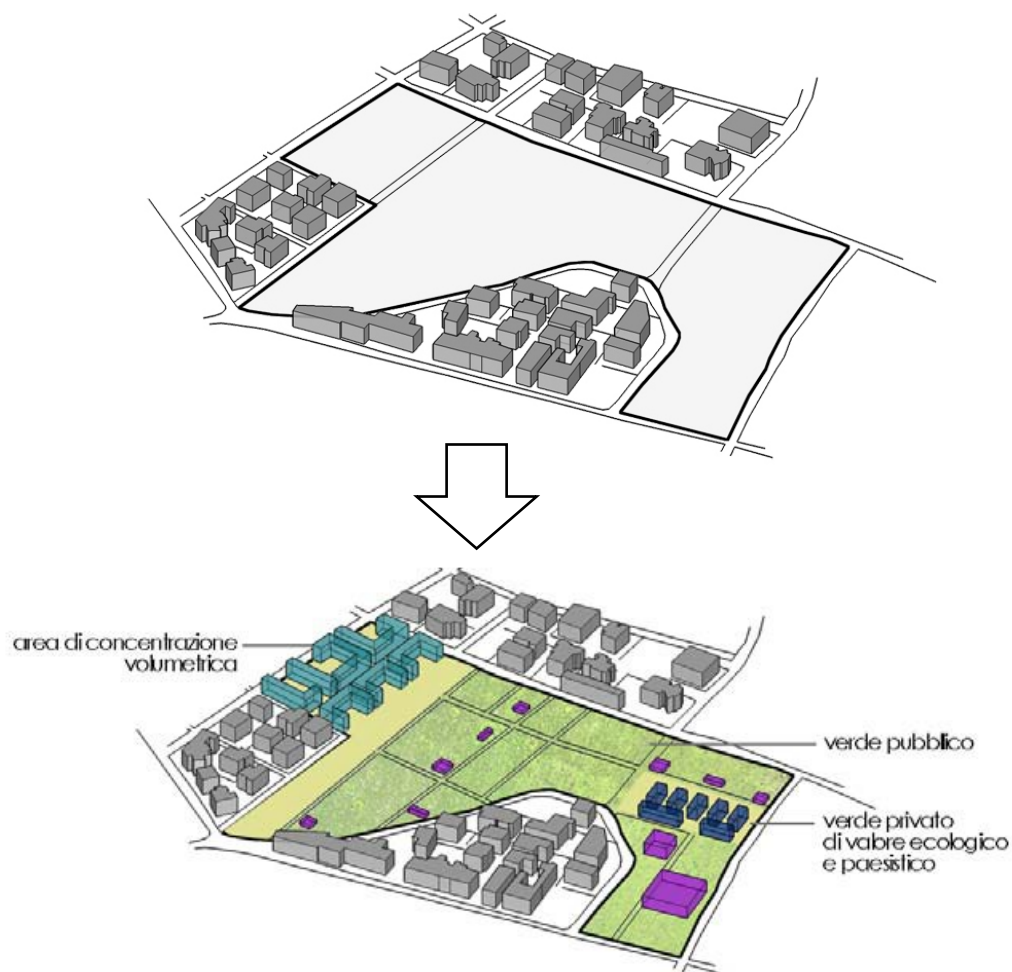 area di concentrazione
volumetrica
verde pubblico
verde privato
di valore ecologico
e paesistico